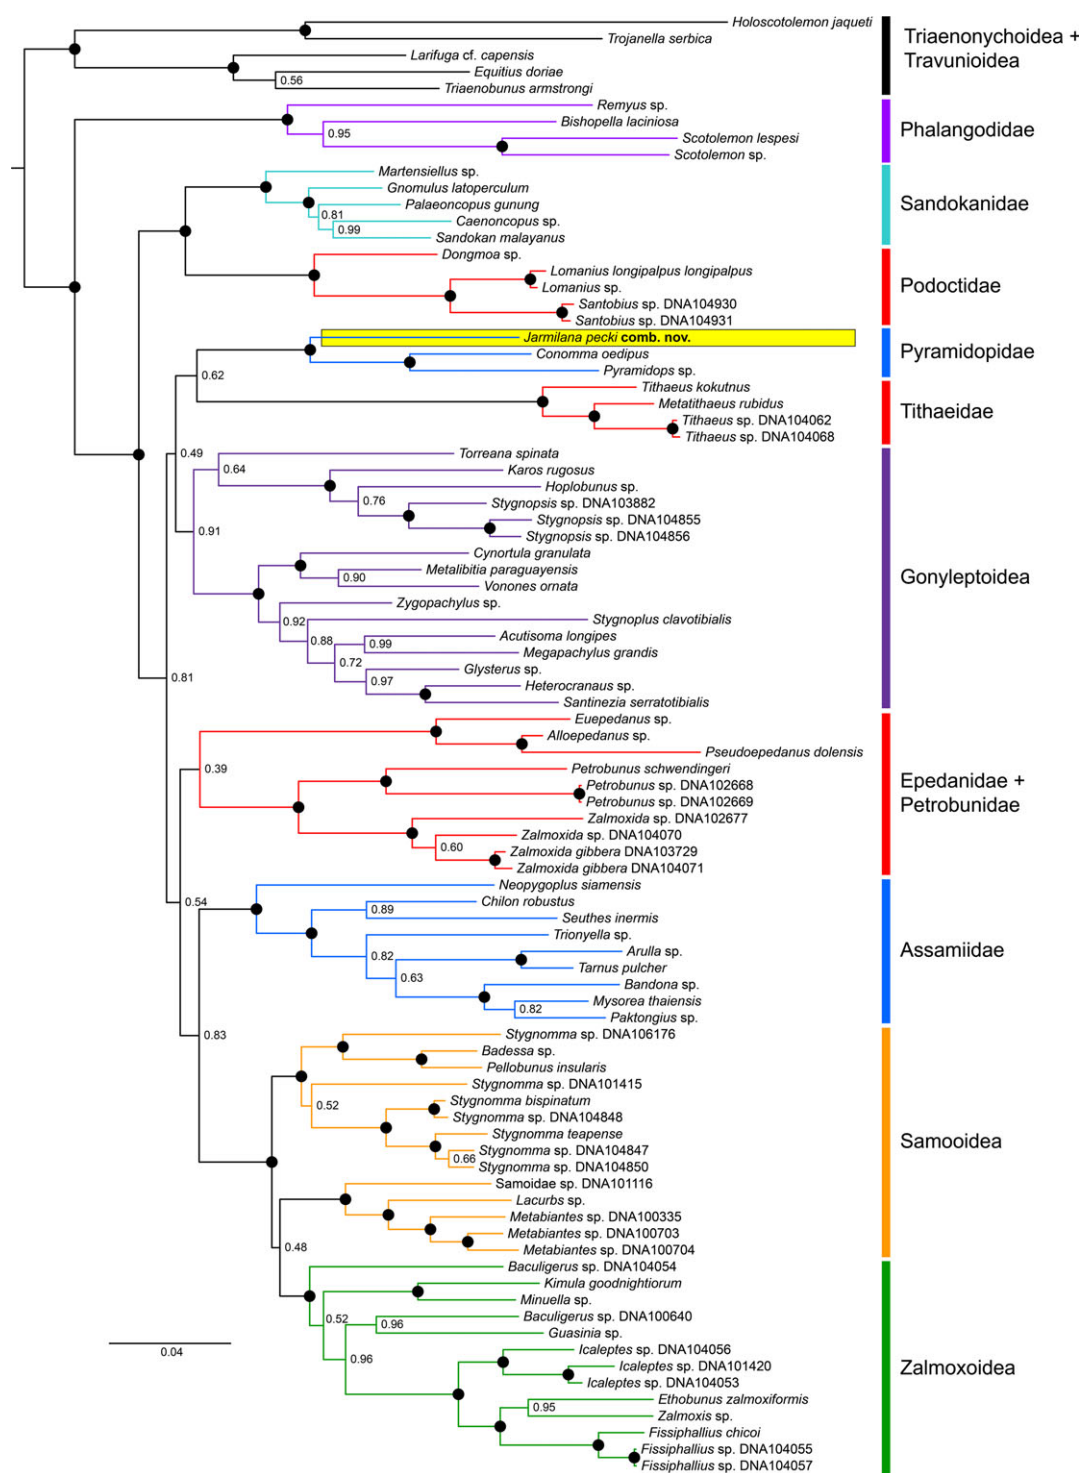 Holoscotolemon jaqueti
Trojanella serbica
Larifuga cf. capensis
Equitius doriae
0.56
Triaenobunus armstrongi
Triaenonychoidea +
Travunioidea
Remyus sp.
Bishopella laciniosa
0.95
Scotolemon lespesi
Scotolemon sp.
Phalangodidae
Martensiellus sp.
Gnomulus latoperculum
Palaeoncopus gunung
0.81
Caenoncopus sp.
0.99
Sandokan malayanus
Sandokanidae
Dongmoa sp.
Lomanius longipalpus longipalpus
Lomanius sp.
Santobius sp. DNA104930
Santobius sp. DNA104931
Podoctidae
Jarmilana pecki comb. nov.
Conomma oedipus
Pyramidops sp.
Pyramidopidae
0.62
Tithaeus kokutnus
Metatithaeus rubidus
Tithaeus sp. DNA104062
Tithaeus sp. DNA104068
Tithaeidae
0.49
Torreana spinata
0.64
Karos rugosus
Hoplobunus sp.
0.76
Stygnopsis sp. DNA103882
Stygnopsis sp. DNA104855
Stygnopsis sp. DNA104856
0.91
Cynortula granulata
Metalibitia paraguayensis
0.90
Vonones ornata
Zygopachylus sp.
0.92
Stygnoplus clavotibialis
0.88
Acutisoma longipes
0.99
Megapachylus grandis
0.72
Glysterus sp.
0.97
Heterocranaus sp.
Santinezia serratotibialis
Gonyleptoidea
0.81
Euepedanus sp.
Alloepedanus sp.
Pseudoepedanus dolensis
0.39
Petrobunus schwendingeri
Petrobunus sp. DNA102668
Petrobunus sp. DNA102669
Zalmoxida sp. DNA102677
Zalmoxida sp. DNA104070
0.60
Zalmoxida gibbera DNA103729
Zalmoxida gibbera DNA104071
Epedanidae +
Petrobunidae
0.54
Neopygoplus siamensis
Chilon robustus
0.89
Seuthes inermis
Trionyella sp.
0.82
Arulla sp.
Tarnus pulcher
0.63
Bandona sp.
Mysorea thaiensis
0.82
Paktongius sp.
Assamiidae
0.83
Stygnomma sp. DNA106176
Badessa sp.
Pellobunus insularis
Stygnomma sp. DNA101415
0.52
Stygnomma bispinatum
Stygnomma sp. DNA104848
Stygnomma teapense
Stygnomma sp. DNA104847
0.66
Stygnomma sp. DNA104850
Samoidae sp. DNA101116
Lacurbs sp.
Metabiantes sp. DNA100335
Metabiantes sp. DNA100703
Metabiantes sp. DNA100704
Samooidea
0.48
Baculigerus sp. DNA104054
Kimula goodnightiorum
Minuella sp.
0.52
Baculigerus sp. DNA100640
0.96
Guasinia sp.
0.96
Icaleptes sp. DNA104056
Icaleptes sp. DNA101420
Icaleptes sp. DNA104053
Ethobunus zalmoxiformis
0.95
Zalmoxis sp.
Fissiphallius chicoi
Fissiphallius sp. DNA104055
Fissiphallius sp. DNA104057
Zalmoxoidea
0.04